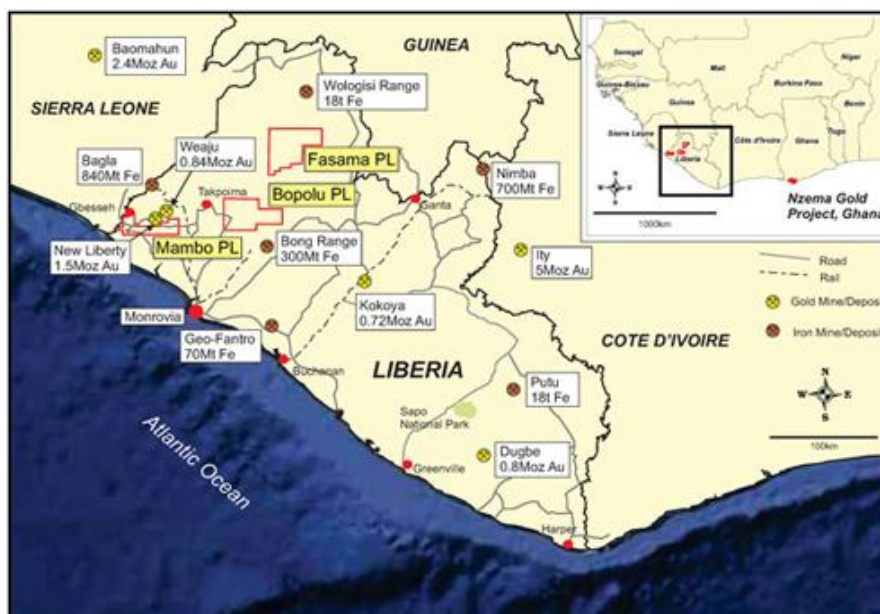 Baomahun
2.4Moz Au
GUINEA
SIERRA LEONE
Wologisi Range
18t Fe
Weaju
0.84Moz Au
Bagla
840Mt Fe
Gbesseh
Takpoima
Fasama PL
Bopolu PL
Mambo PL
New Liberty
1.5Moz Au
Nimba
700Mt Fe
Ganta
Bong Range
300Mt Fe
Ity
5Moz Au
Kokoya
0.72Moz Au
Monrovia
Geo-Fantro
70Mt Fe
Buchanan
LIBERIA
COTE D'IVOIRE
Putu
18t Fe
Sapo
National Park
Dugbe
0.8Moz Au
Greenville
Harper
Atlantic Ocean
Senegal
Mali
Niger
Guinea-Bissau
Guinea
Burkina Faso
Benin
Sierra Leone
Liberia
Côte d'Ivoire
Ghana
Togo
Nzema Gold
Project, Ghana
1000km
Road
Rail
Gold Mine/Deposi
Iron Mine/Deposi
N
W
E
S
100km